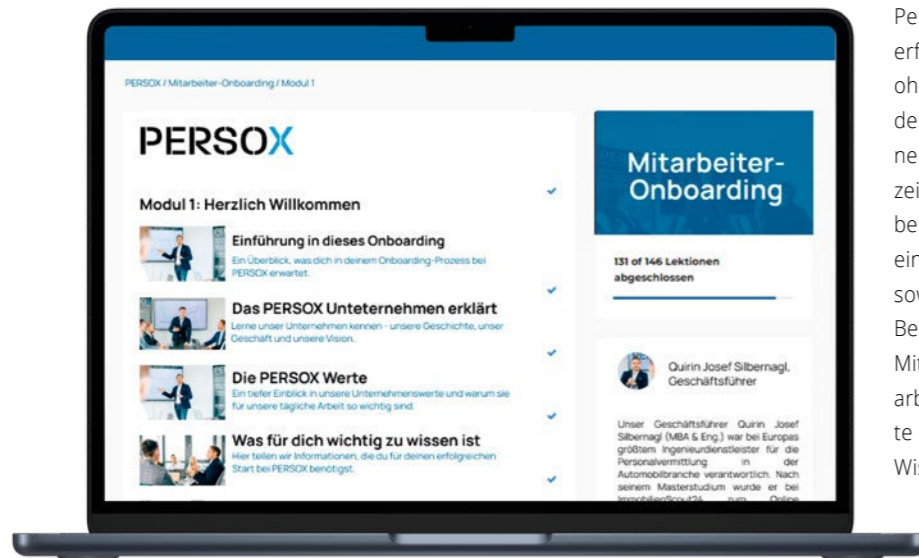 PERSOX / Mitarbeiter-Onboarding / Modul 1
PERSOX
Modul 1: Herzlich Willkommen
Einführung in dieses Onboarding
Ein Überblick, was dich in deinem Onboarding-Prozess bei
PERSOX erwartet.
Das PERSOX Unteternehmen erklärt
Lerne unser Unternehmen kennen - unsere Geschichte, unser
Geschäft und unsere Vision.
Die PERSOX Werte
Ein tiefer Einblick in unsere Unternehmenswerte und warum sie
für unsere tägliche Arbeit so wichtig sind.
Was für dich wichtig zu wissen ist
Hier teilen wir Informationen, die du für deinen erfolgreichen
Start bei PERSOX benötigst.
Mitarbeiter-
Onboarding
131 of 146 Lektionen
abgeschlossen
Quirin Josef Silbernagl,
Geschäftsführer
Unser Geschäftsführer Quirin Josef
Silbernagl (MBA & Eng.) war bei Europas
größtem Ingenieurdienstleister für die
Personalvermittlung in der
Automobilbranche verantwortlich. Nach
seinem Masterstudium wurde er bei
ImmobilienScout24 zum Online
Pe
erf
oh
de
ne
zei
be
ein
sov
Be
Mit
arb
te
Wis